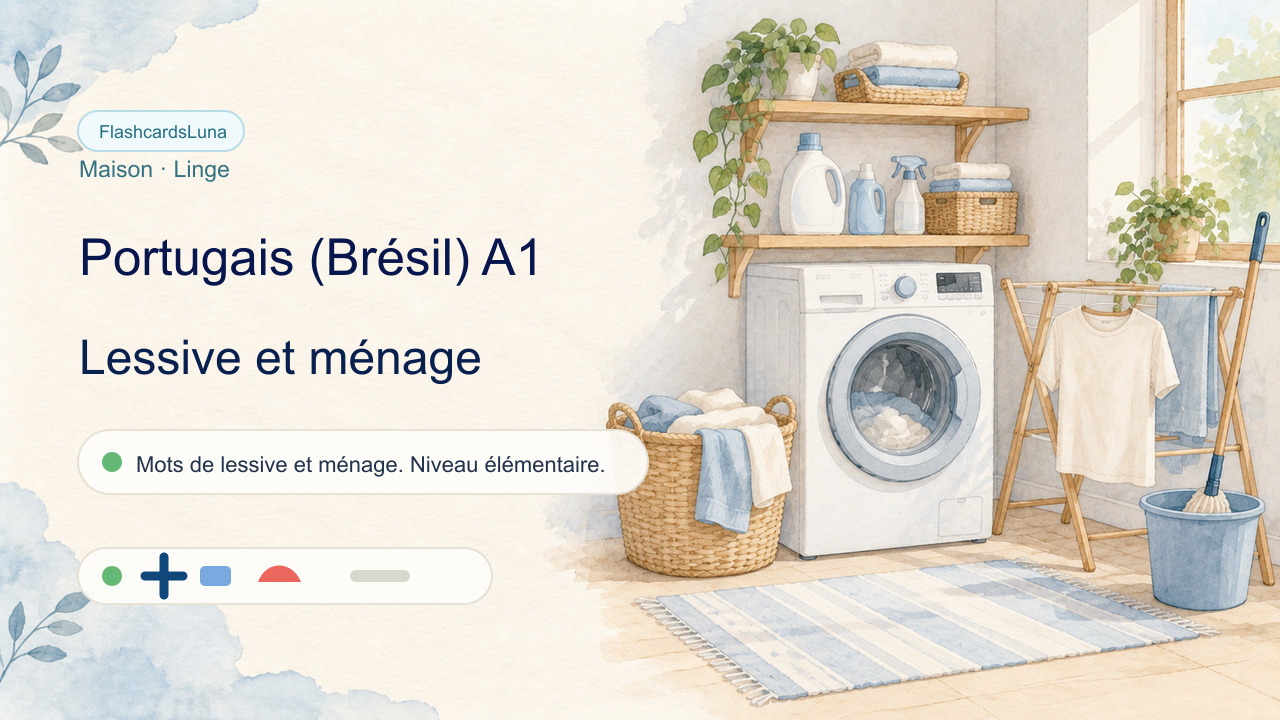 FlashcardsLuna
Maison · Linge
Portugais (Brésil) A1
Lessive et ménage
Mots de lessive et ménage. Niveau élémentaire.